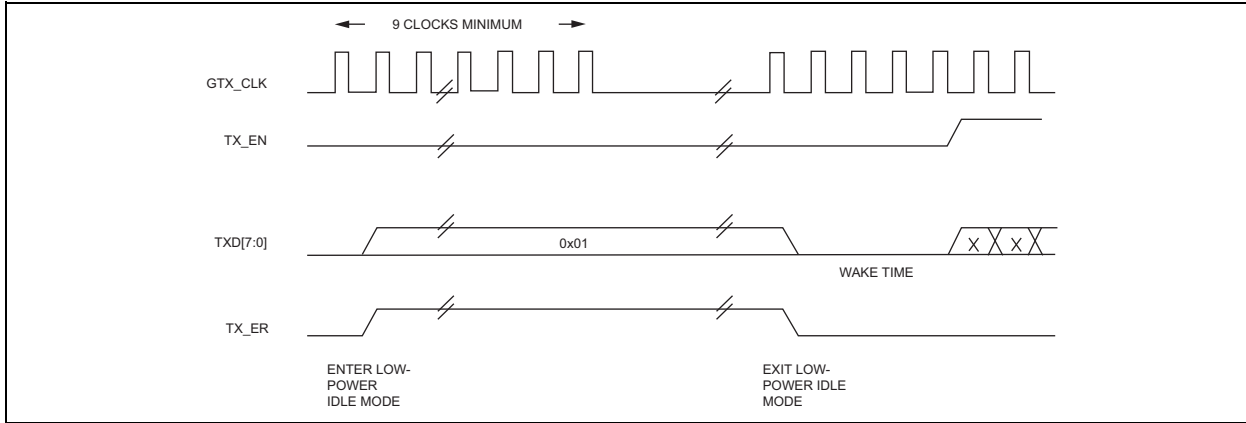 9 CLOCKS MINIMUM
GTX_CLK
TX_EN
TXD[7:0]
0x01
X X
WAKE TIME
TX_ER
ENTER LOW-
POWER
IDLE MODE
EXIT LOW-
POWER IDLE
MODE